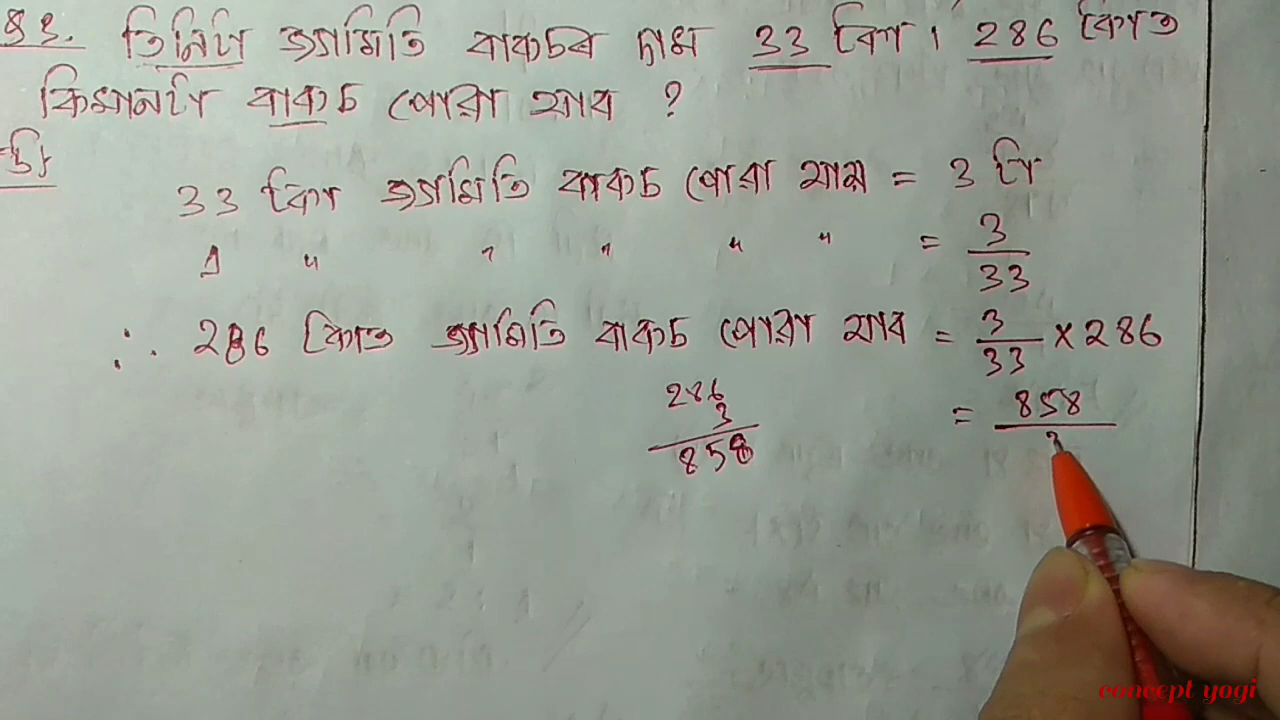 তিনিটা জ্যামিতি বাকচৰ দাম 33 টকা। 286 টকাত
কিমানটা বাকচ পোৱা যাব ?
33 টকা জ্যামিতি বাকচ পোৱা যায় = 3 টি
1 " " " " " = 3/33
∴ 286 টকাত জ্যামিতি বাকচ পোৱা যাব = 3/33 × 286
286
3
858
= 858/3
concept yogi